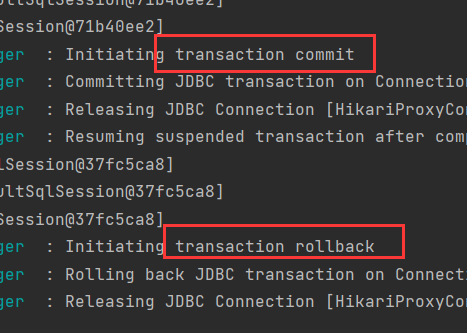 Session@71b40ee2]
ger : Initiating transaction commit
ger : Committing JDBC transaction on Connection
ger : Releasing JDBC Connection [HikariProxyCon
ger : Resuming suspended transaction after comp
lSession@37fc5ca8]
ultSqlSession@37fc5ca8]
Session@37fc5ca8]
ger : Initiating transaction rollback
ger : Rolling back JDBC transaction on Connecti
ger : Releasing JDBC Connection [HikariProxyCon